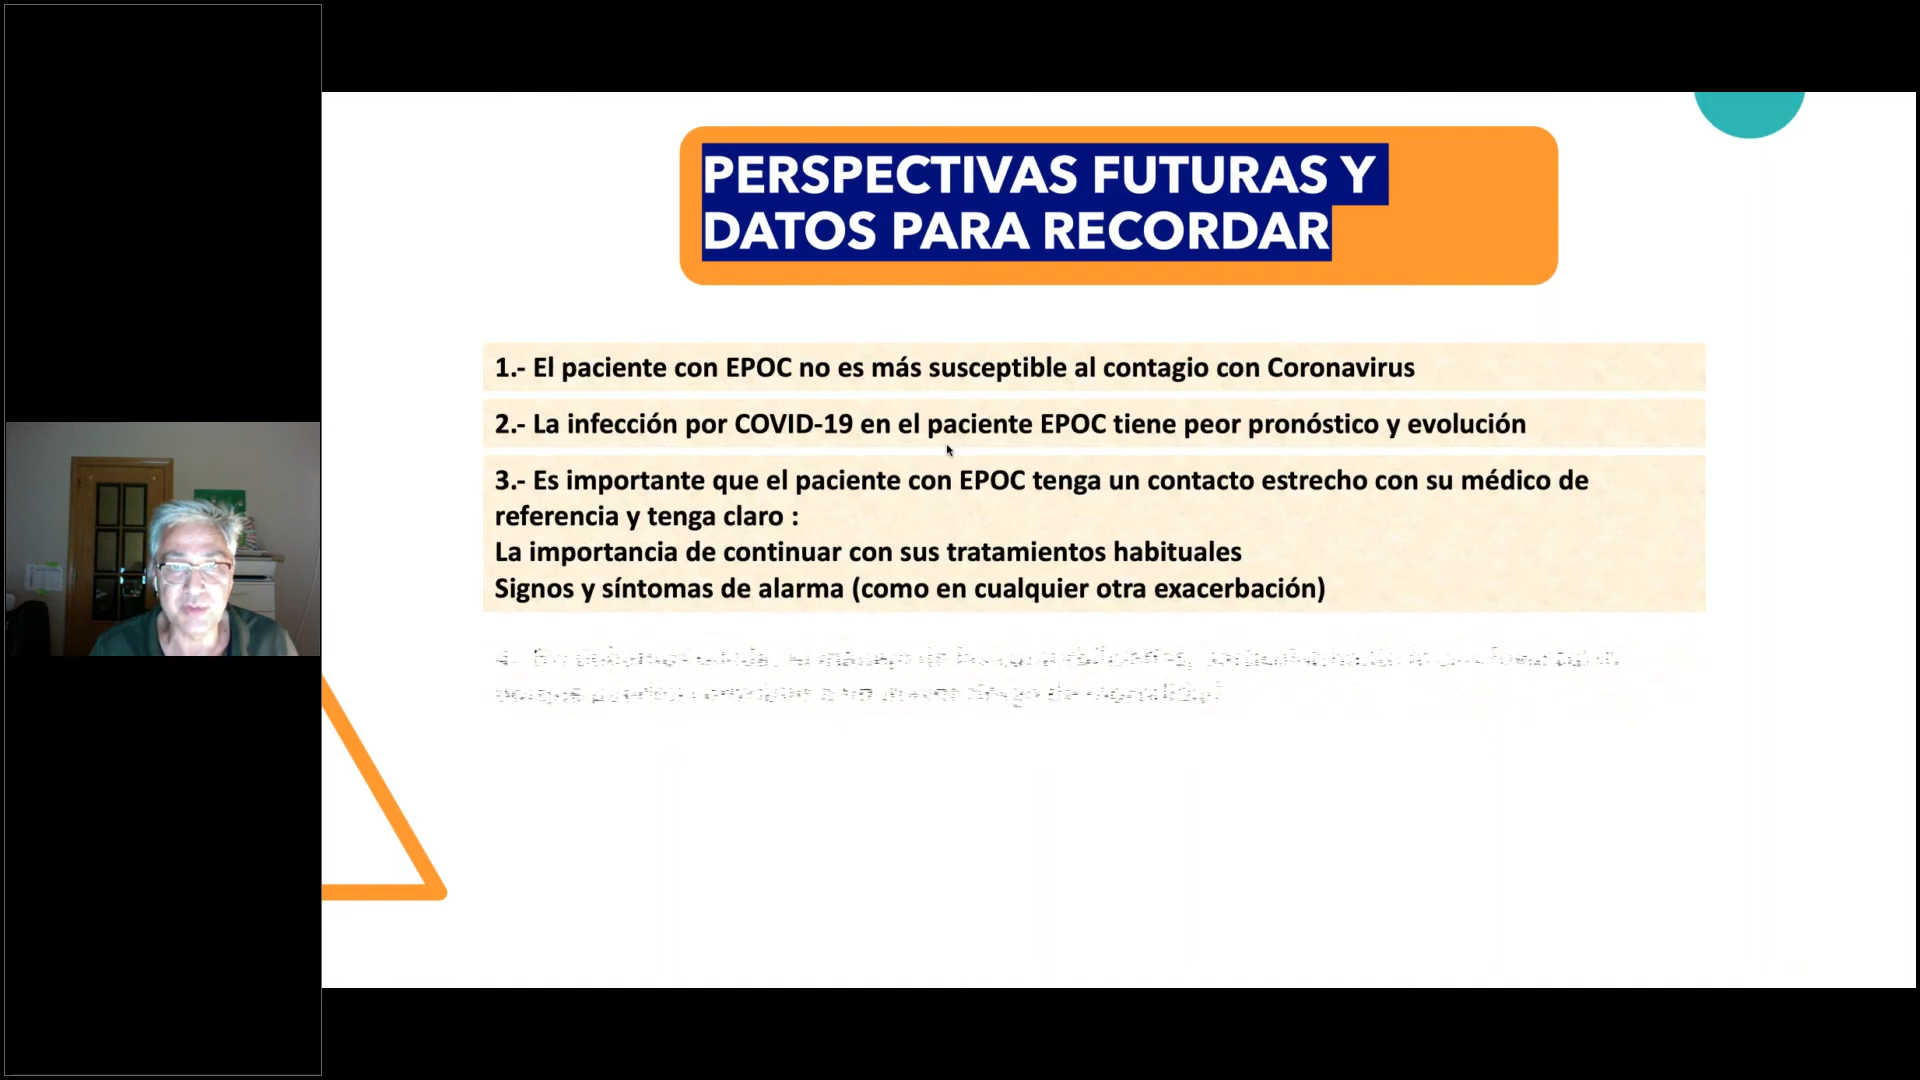 PERSPECTIVAS FUTURAS Y
DATOS PARA RECORDAR
1.- El paciente con EPOC no es más susceptible al contagio con Coronavirus
2.- La infección por COVID-19 en el paciente EPOC tiene peor pronóstico y evolución
3.- Es importante que el paciente con EPOC tenga un contacto estrecho con su médico de
referencia y tenga claro :
La importancia de continuar con sus tratamientos habituales
Signos y síntomas de alarma (como en cualquier otra exacerbación)